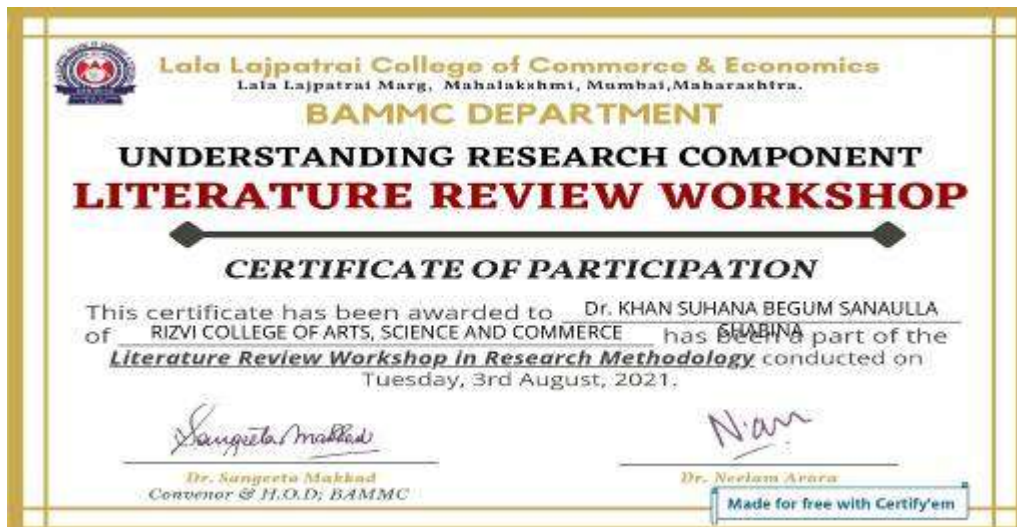 Lala Lajpatrai College of Commerce & Economics
Lala Lajpatrai Marg, Mahalakshmi, Mumbai,Maharashtra.
BAMMC DEPARTMENT
UNDERSTANDING RESEARCH COMPONENT
LITERATURE REVIEW WORKSHOP
CERTIFICATE OF PARTICIPATION
This certificate has been awarded to Dr. KHAN SUHANA BEGUM SANAULLA
SHABINA
of RIZVI COLLEGE OF ARTS, SCIENCE AND COMMERCE has been a part of the
Literature Review Workshop in Research Methodology conducted on
Tuesday, 3rd August, 2021.
Sangeeta Makkad
Dr. Sangeeta Makkad
Dr. Neelam Arora
Convenor & H.O.D; BAMMC
Made for free with Certify'em